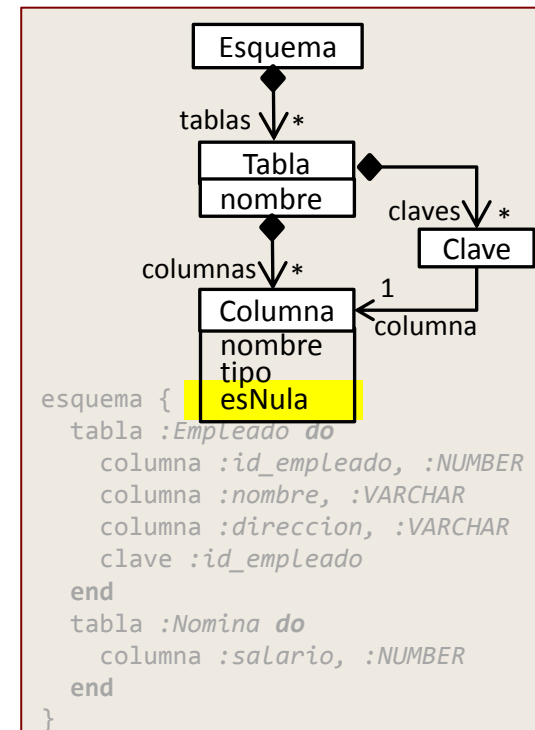 Esquema
tablas *
Tabla
nombre
claves *
Clave
columnas *
1
Columna
columna
nombre
tipo
esNula
esquema {
  tabla :Empleado do
    columna :id_empleado, :NUMBER
    columna :nombre, :VARCHAR
    columna :direccion, :VARCHAR
    clave :id_empleado
  end
  tabla :Nomina do
    columna :salario, :NUMBER
  end
}